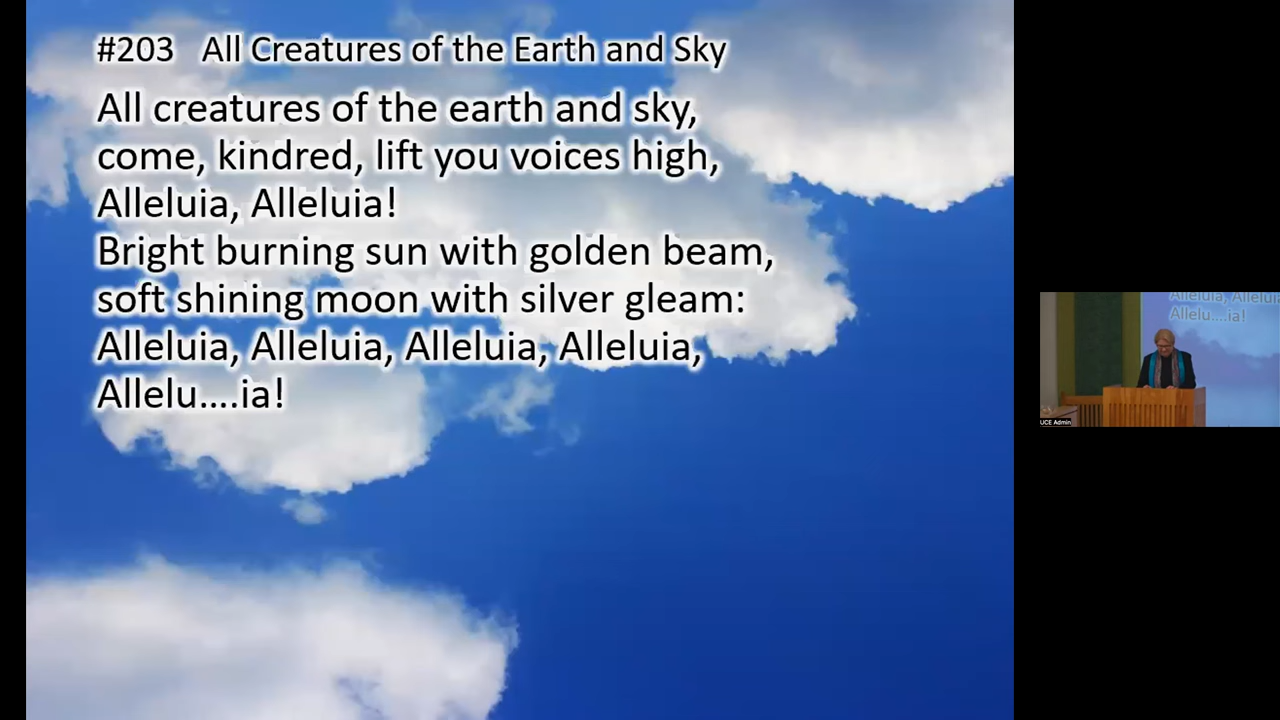 #203 All Creatures of the Earth and Sky
All creatures of the earth and sky,
come, kindred, lift you voices high,
Alleluia, Alleluia!
Bright burning sun with golden beam,
soft shining moon with silver gleam:
Alleluia, Alleluia, Alleluia, Alleluia,
Allelu....ia!
Alleluia, Alleluia
Allelu....ia!
UCE Admin